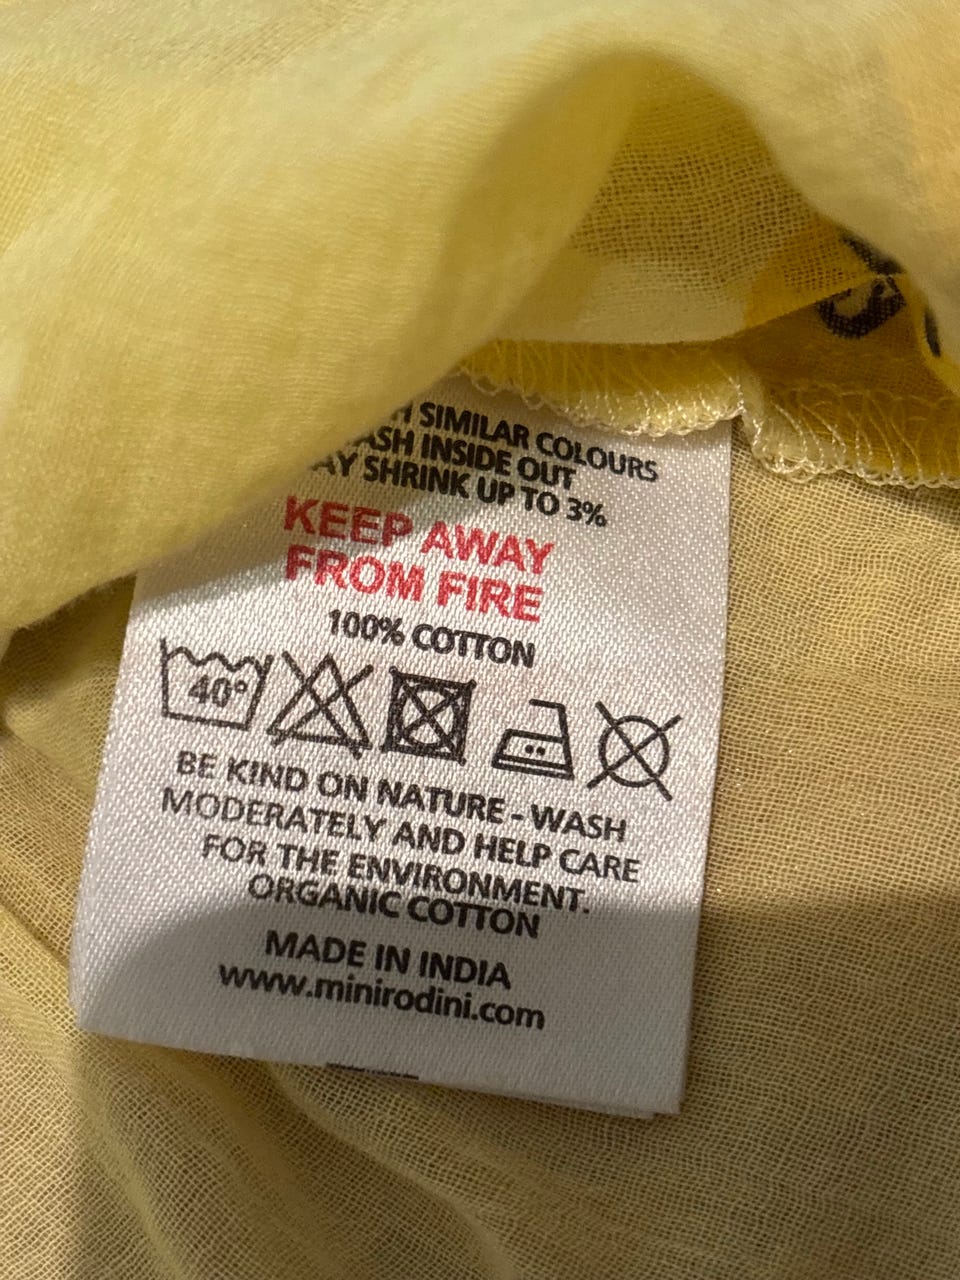 SIMILAR COLOURS
INSIDE OUT
SHRINK UP TO 3%
KEEP AWAY
FROM FIRE
100% COTTON
40°
BE KIND ON NATURE - WASH
MODERATELY AND HELP CARE
FOR THE ENVIRONMENT.
ORGANIC COTTON
MADE IN INDIA
www.minirodini.com